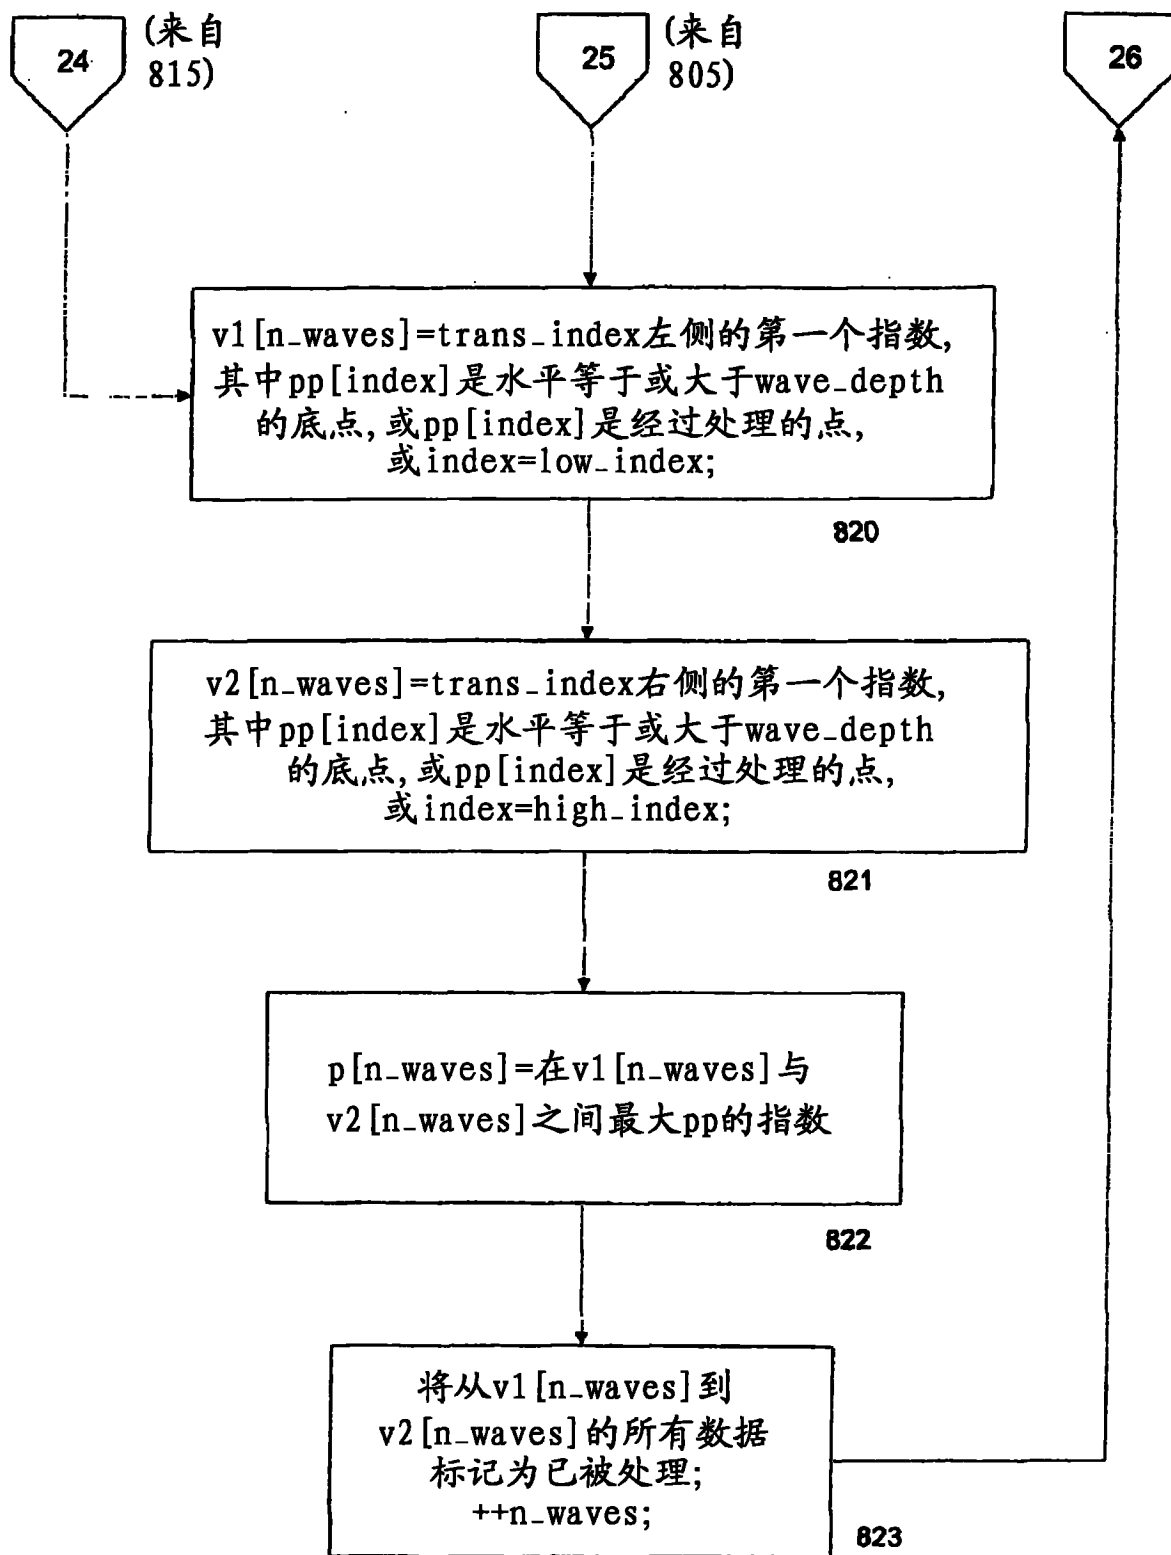 24
(来自
815)
25
(来自
805)
26
v1[n_waves]=trans_index左侧的第一个指数,
其中pp[index]是水平等于或大于wave_depth
的底点,或pp[index]是经过处理的点,
或index=low_index;
820
v2[n_waves]=trans_index右侧的第一个指数,
其中pp[index]是水平等于或大于wave_depth
的底点,或pp[index]是经过处理的点,
或index=high_index;
821
p[n_waves]=在v1[n_waves]与
v2[n_waves]之间最大pp的指数
822
将从v1[n_waves]到
v2[n_waves]的所有数据
标记为已被处理;
++n_waves;
823